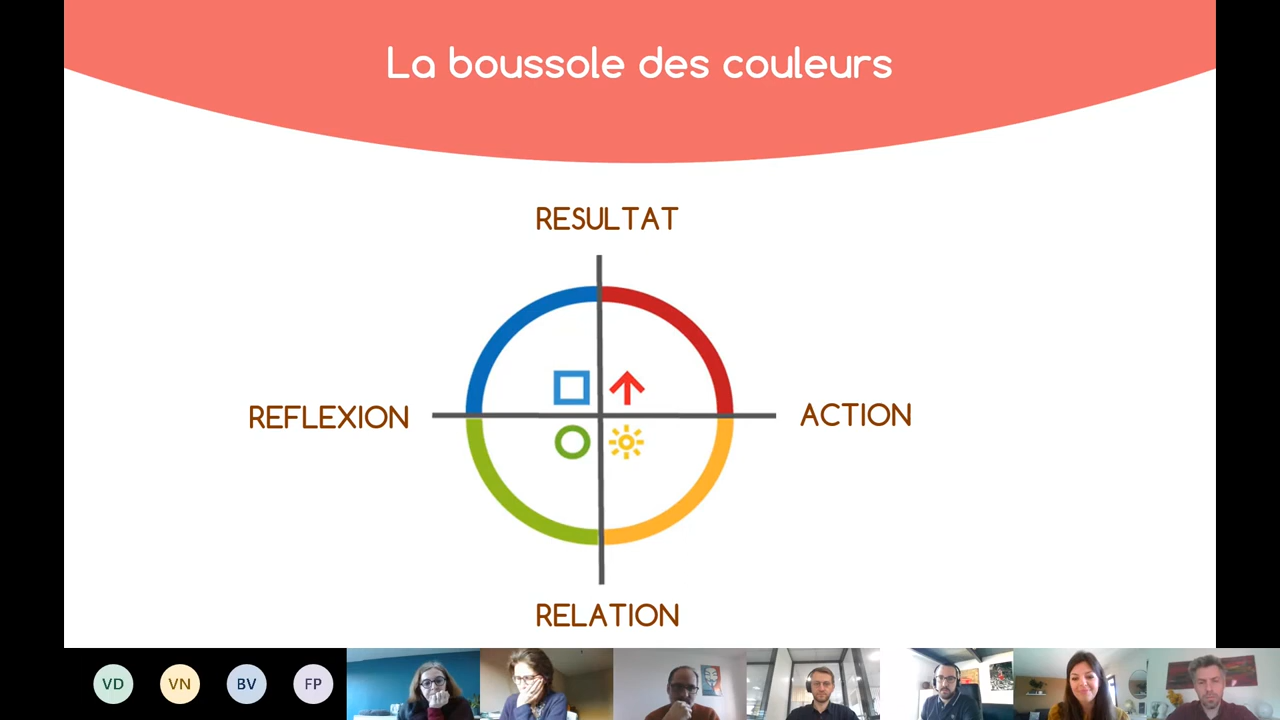 La boussole des couleurs
RESULTAT
REFLEXION
ACTION
RELATION
VD
VN
BV
FP